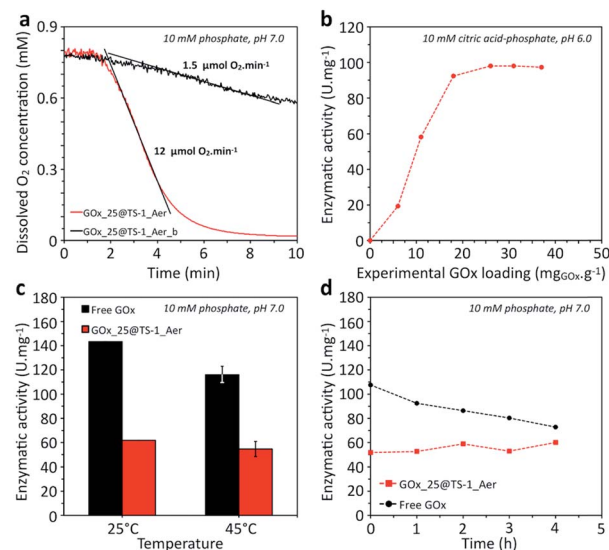 a
10 mM phosphate, pH 7.0
Dissolved O₂ concentration (mM)
0.9
0.6
0.3
0
1.5 μmol O₂.min⁻¹
12 μmol O₂.min⁻¹
GOx_25@TS-1_Aer
GOx_25@TS-1_Aer_b
0 2 4 6 8 10
Time (min)
b
10 mM citric acid-phosphate, pH 6.0
Enzymatic activity (U.mg⁻¹)
120
100
80
60
40
20
0
0 10 20 30 40 50
Experimental GOx loading (mgGOx.g⁻¹)
c
10 mM phosphate, pH 7.0
Enzymatic activity (U.mg⁻¹)
180
160
140
120
100
80
60
40
20
0
Free GOx
GOx_25@TS-1_Aer
25°C 45°C
Temperature
d
10 mM phosphate, pH 7.0
Enzymatic activity (U.mg⁻¹)
180
160
140
120
100
80
60
40
20
0
GOx_25@TS-1_Aer
Free GOx
0 1 2 3 4 5
Time (h)